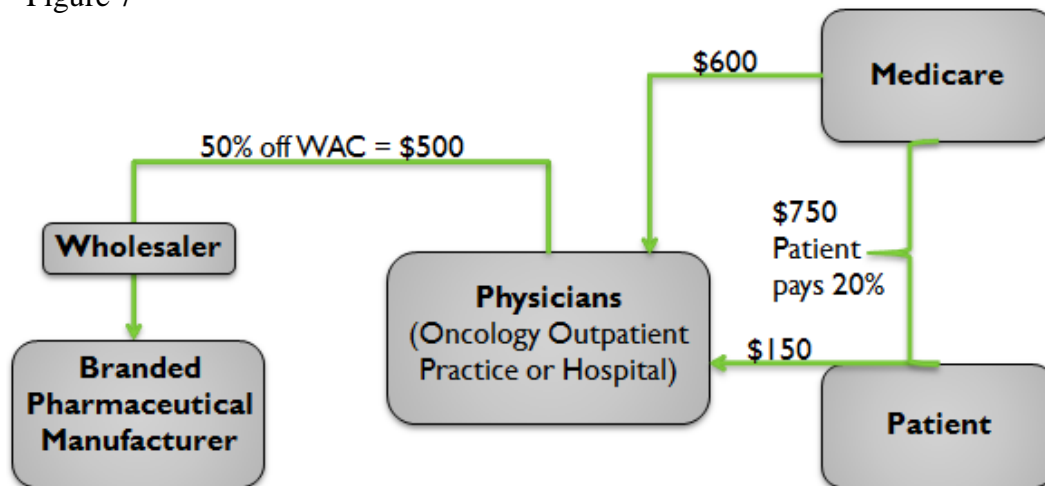 Figure 7
$600
Medicare
50% off WAC = $500
$750
Patient
pays 20%
Wholesaler
Physicians
(Oncology Outpatient
Practice or Hospital)
$150
Branded
Pharmaceutical
Manufacturer
Patient